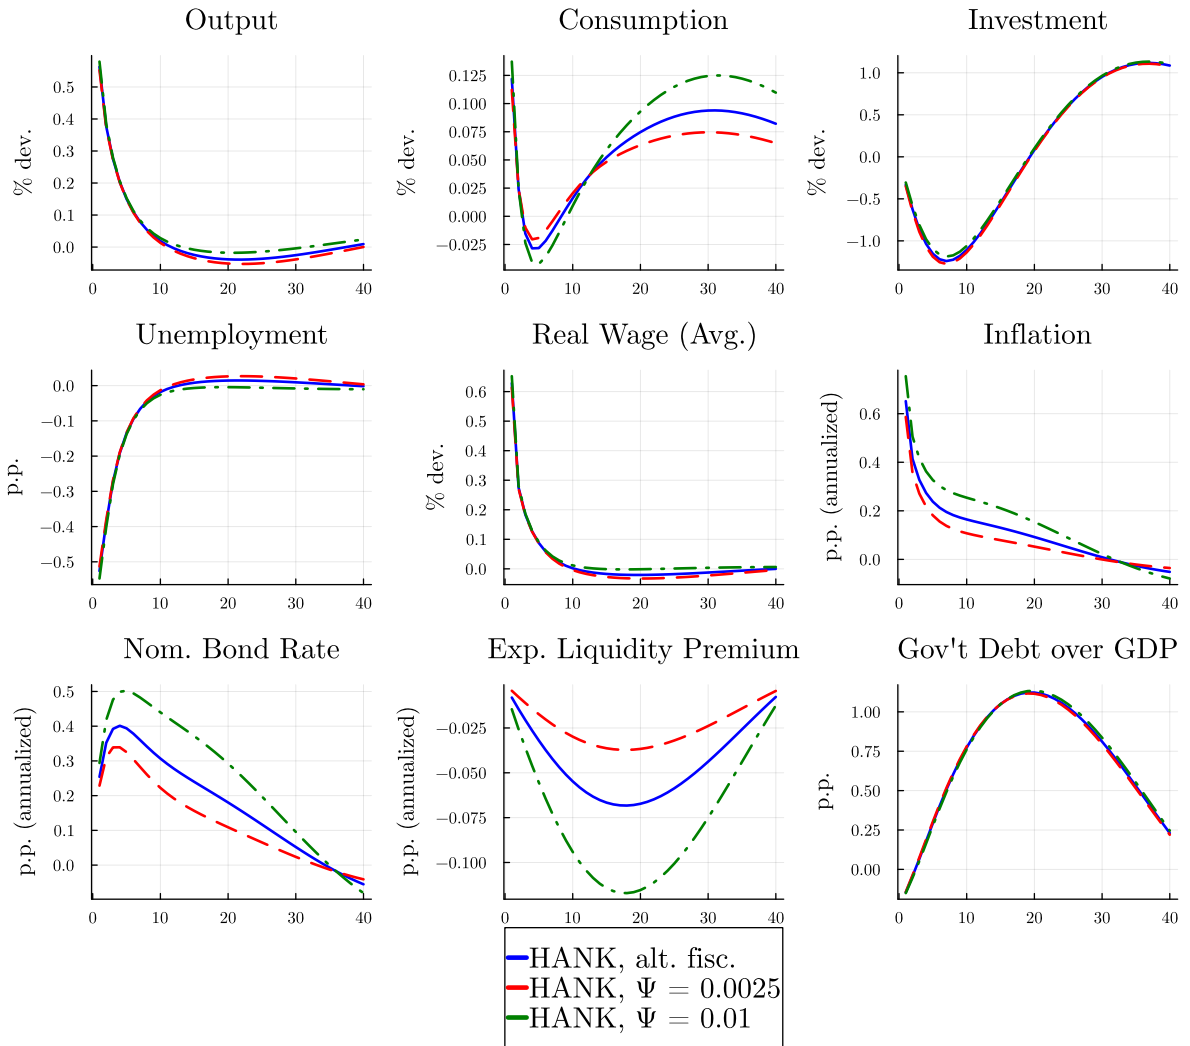 Output
Consumption
Investment
% dev.
0.5
0.4
0.3
0.2
0.1
0.0
0 10 20 30 40
% dev.
0.125
0.100
0.075
0.050
0.025
0.000
−0.025
0 10 20 30 40
% dev.
1.0
0.5
0.0
−0.5
−1.0
0 10 20 30 40
Unemployment
Real Wage (Avg.)
Inflation
p.p.
0.0
−0.1
−0.2
−0.3
−0.4
−0.5
0 10 20 30 40
% dev.
0.6
0.5
0.4
0.3
0.2
0.1
0.0
0 10 20 30 40
p.p. (annualized)
0.6
0.4
0.2
0.0
0 10 20 30 40
Nom. Bond Rate
Exp. Liquidity Premium
Gov't Debt over GDP
p.p. (annualized)
0.5
0.4
0.3
0.2
0.1
0.0
0 10 20 30 40
p.p. (annualized)
−0.025
−0.050
−0.075
−0.100
0 10 20 30 40
p.p.
1.00
0.75
0.50
0.25
0.00
0 10 20 30 40
HANK, alt. fisc.
HANK, Ψ = 0.0025
HANK, Ψ = 0.01